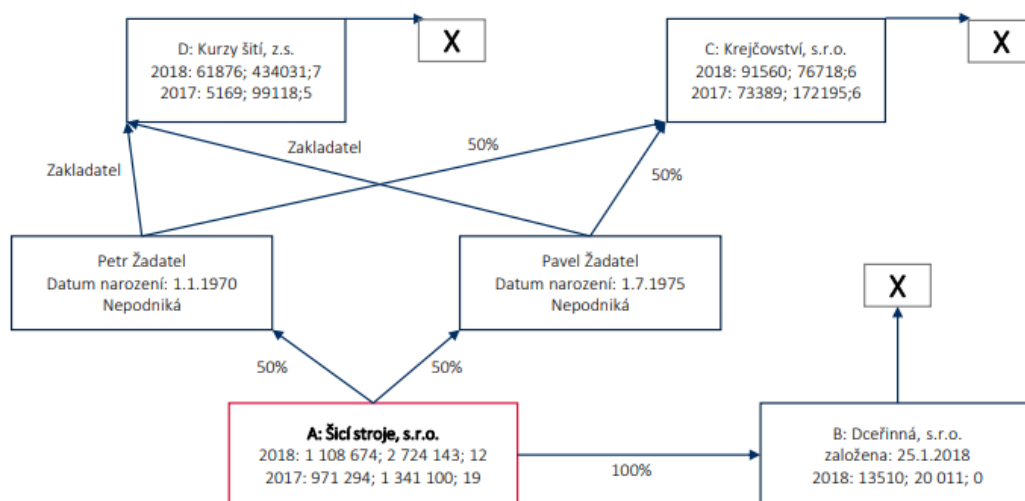 D: Kurzy šití, z.s.
2018: 61876; 434031;7
2017: 5169; 99118;5
X
C: Krejčovství, s.r.o.
2018: 91560; 76718;6
2017: 73389; 172195;6
X
Zakladatel
Zakladatel
50%
50%
Petr Žadatel
Datum narození: 1.1.1970
Nepodniká
Pavel Žadatel
Datum narození: 1.7.1975
Nepodniká
X
50%
50%
A: Šicí stroje, s.r.o.
2018: 1 108 674; 2 724 143; 12
2017: 971 294; 1 341 100; 19
100%
B: Dceřinná, s.r.o.
založena: 25.1.2018
2018: 13510; 20 011; 0